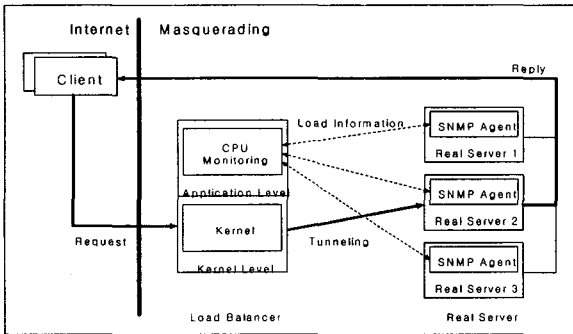 Internet
Masquerading
Reply
Client
Load Information
SNMP Agent
Real Server 1
CPU
Monitoring
Application Level
SNMP Agent
Real Server 2
Kernel
Request
Tunneling
Kernel Level
SNMP Agent
Real Server 3
Load Balancer
Real Server